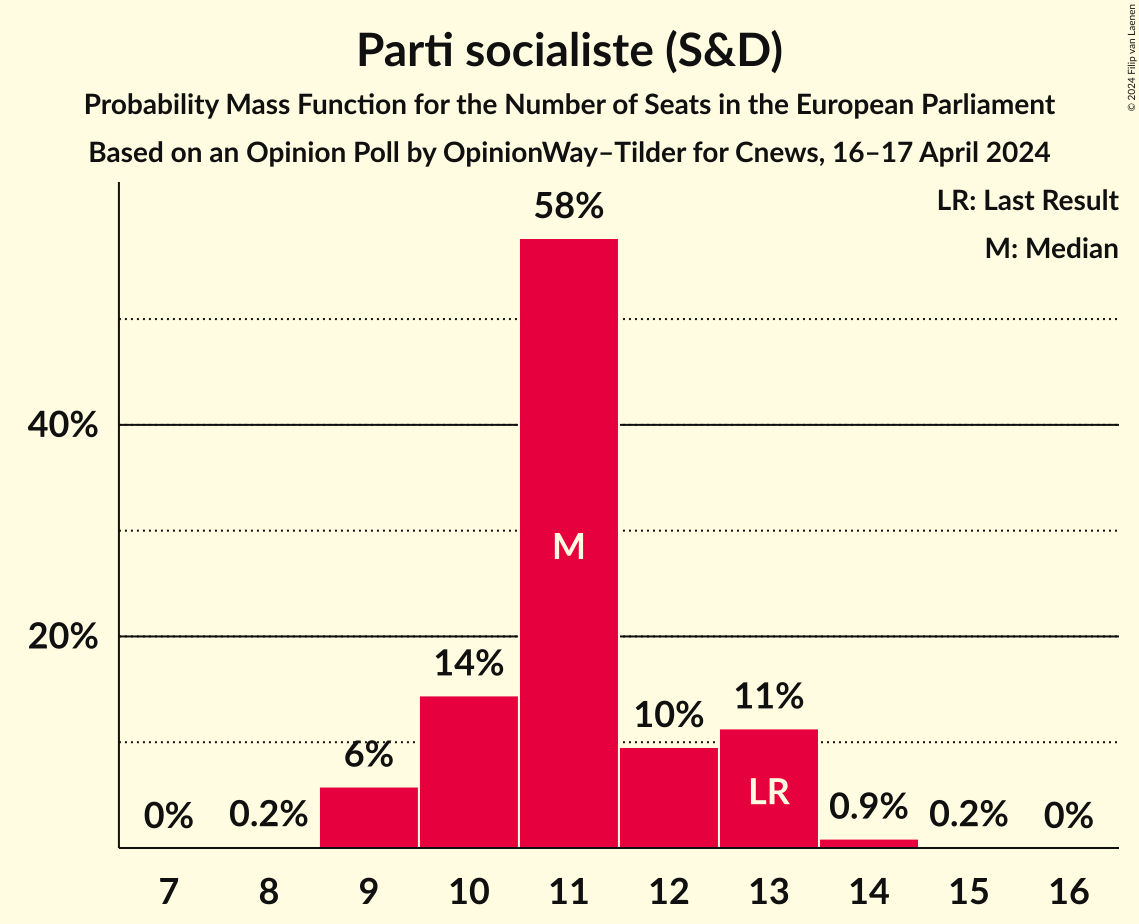 Parti socialiste (S&D)
Probability Mass Function for the Number of Seats in the European Parliament
Based on an Opinion Poll by OpinionWay–Tilder for Cnews, 16–17 April 2024
© 2024 Filip van Laenen
LR: Last Result
M: Median
58%
40%
M
20%
14%
11%
10%
6%
LR
0%
0.2%
0.9%
0.2%
0%
7 8 9 10 11 12 13 14 15 16